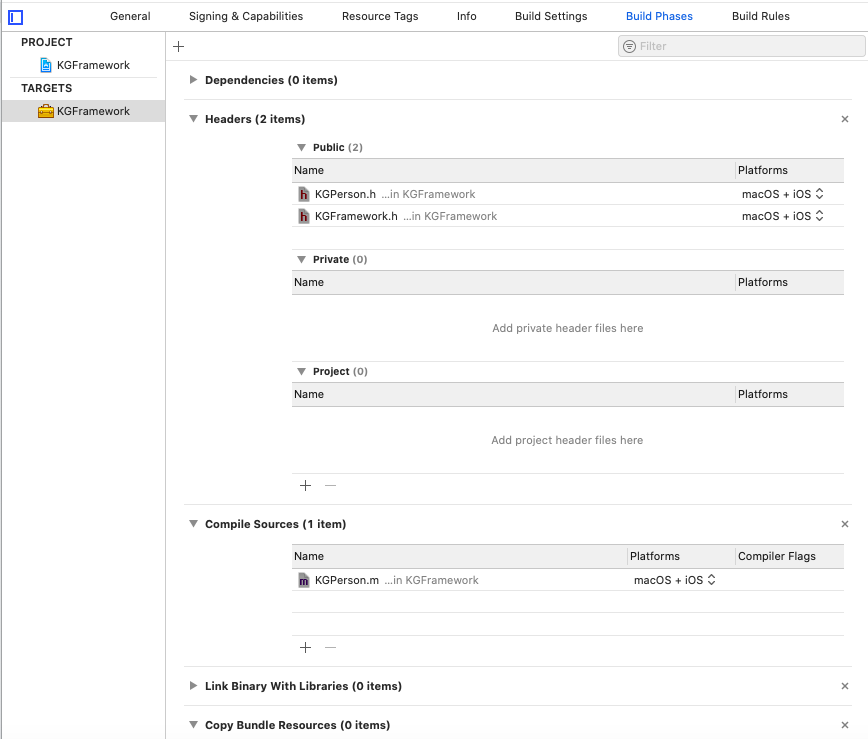 General Signing & Capabilities Resource Tags Info Build Settings Build Phases Build Rules
PROJECT
KGFramework
TARGETS
KGFramework
Filter
Dependencies (0 items)
Headers (2 items)
Public (2)
Name Platforms
KGPerson.h ...in KGFramework macOS + iOS
KGFramework.h ...in KGFramework macOS + iOS
Private (0)
Name Platforms
Add private header files here
Project (0)
Name Platforms
Add project header files here
Compile Sources (1 item)
Name Platforms Compiler Flags
KGPerson.m ...in KGFramework macOS + iOS
Link Binary With Libraries (0 items)
Copy Bundle Resources (0 items)